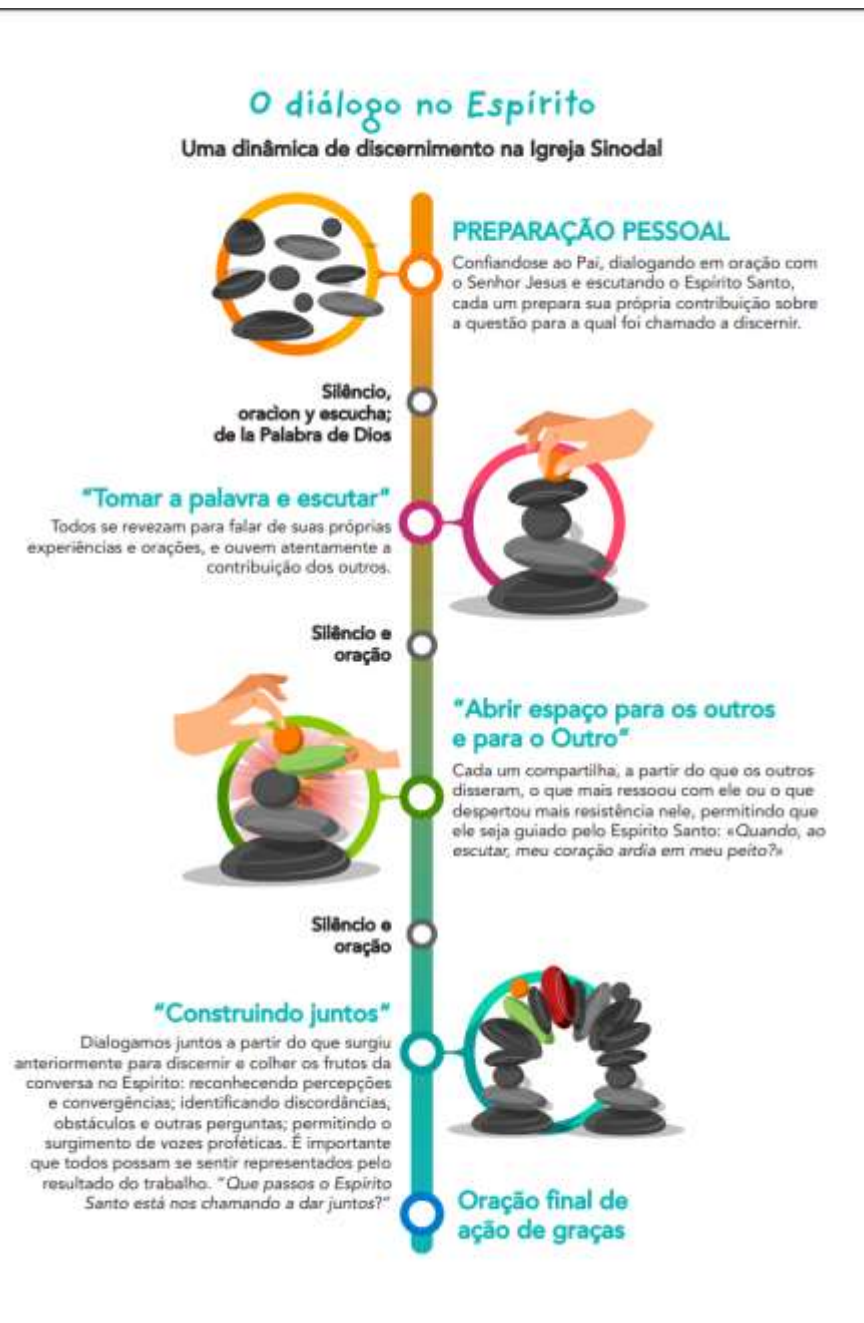 O diálogo no Espírito
Uma dinâmica de discernimento na Igreja Sinodal
PREPARAÇÃO PESSOAL
Confiandose ao Pai, dialogando em oração com
o Senhor Jesus e escutando o Espírito Santo,
cada um prepara sua própria contribuição sobre
a questão para a qual foi chamado a discernir.
Silêncio,
oracion y escucha;
de la Palabra de Dios
"Tomar a palavra e escutar"
Todos se revezam para falar de suas próprias
experiências e orações, e ouvem atentamente a
contribuição dos outros.
Silêncio e
oração
"Abrir espaço para os outros
e para o Outro"
Cada um compartilha, a partir do que os outros
disseram, o que mais ressoou com ele ou o que
despertou mais resistência nele, permitindo que
ele seja guiado pelo Espírito Santo: «Quando, ao
escutar, meu coração ardia em meu peito?»
Silêncio e
oração
"Construindo juntos"
Dialogamos juntos a partir do que surgiu
anteriormente para discernir e colher os frutos da
conversa no Espírito: reconhecendo percepções
e convergências; identificando discordâncias,
obstáculos e outras perguntas; permitindo o
surgimento de vozes proféticas. É importante
que todos possam se sentir representados pelo
resultado do trabalho. "Que passos o Espírito
Santo está nos chamando a dar juntos?"
Oração final de
ação de graças